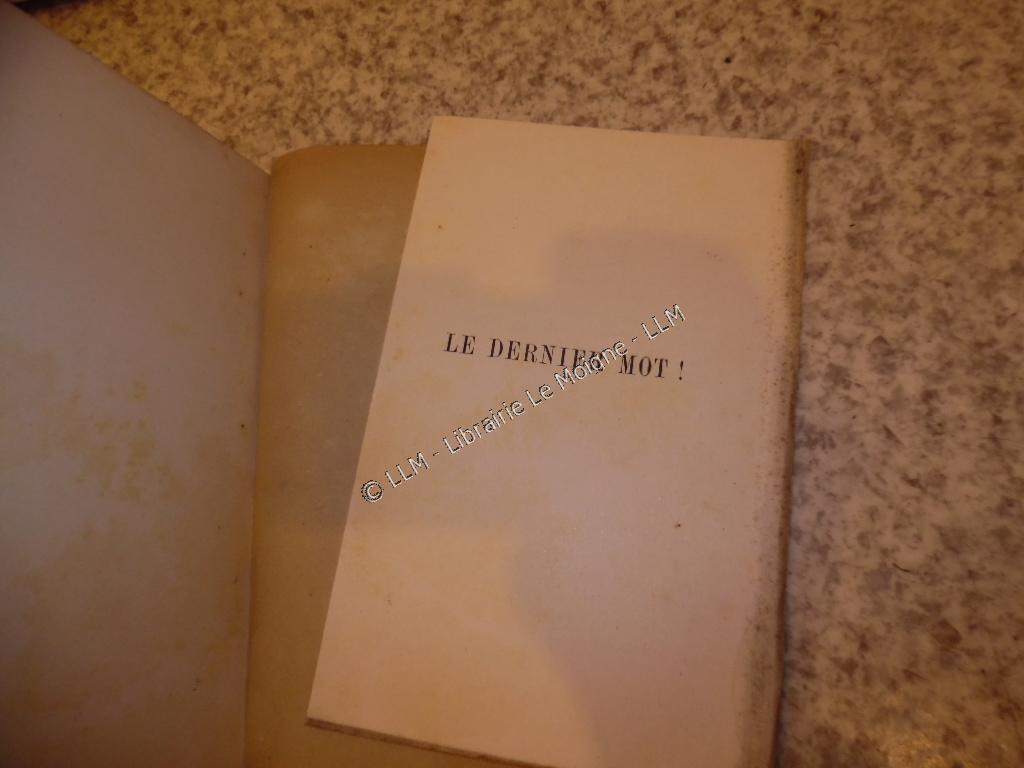 LE DERNIER MOT !
© LLM - Librairie Le Moigne - LLM